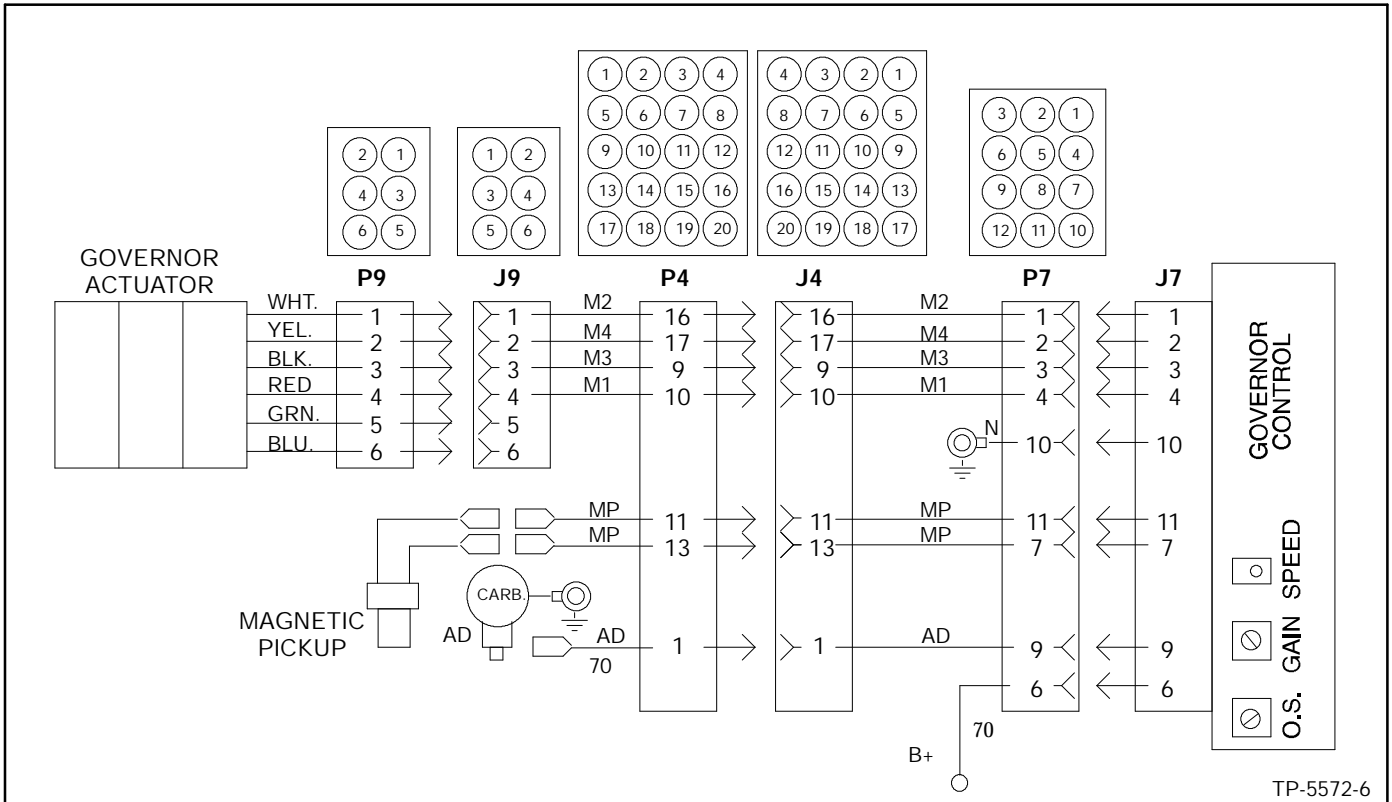 1 2 3 4 4 3 2 1
5 6 7 8 8 7 6 5 3 2 1
2 1 1 2 9 10 11 12 12 11 10 9 6 5 4
4 3 3 4 13 14 15 16 16 15 14 13 9 8 7
6 5 5 6 17 18 19 20 20 19 18 17 12 11 10
GOVERNOR
ACTUATOR
P9 J9 P4 J4 P7 J7
WHT. 1 1 M2 16 16 M2 1 1
YEL. 2 2 M4 17 17 M4 2 2
BLK. 3 3 M3 9 9 M3 3 3
RED 4 4 M1 10 10 M1 4 4
GRN. 5 5
BLU. 6 6
N 10 10
MP 11 11 MP 11 11
MP 13 13 MP 7 7
MAGNETIC
PICKUP
CARB.
AD
AD 1 1 AD 9 9
70
6 6
70
B+
GOVERNOR
CONTROL
SPEED
GAIN
O.S.
TP-5572-6